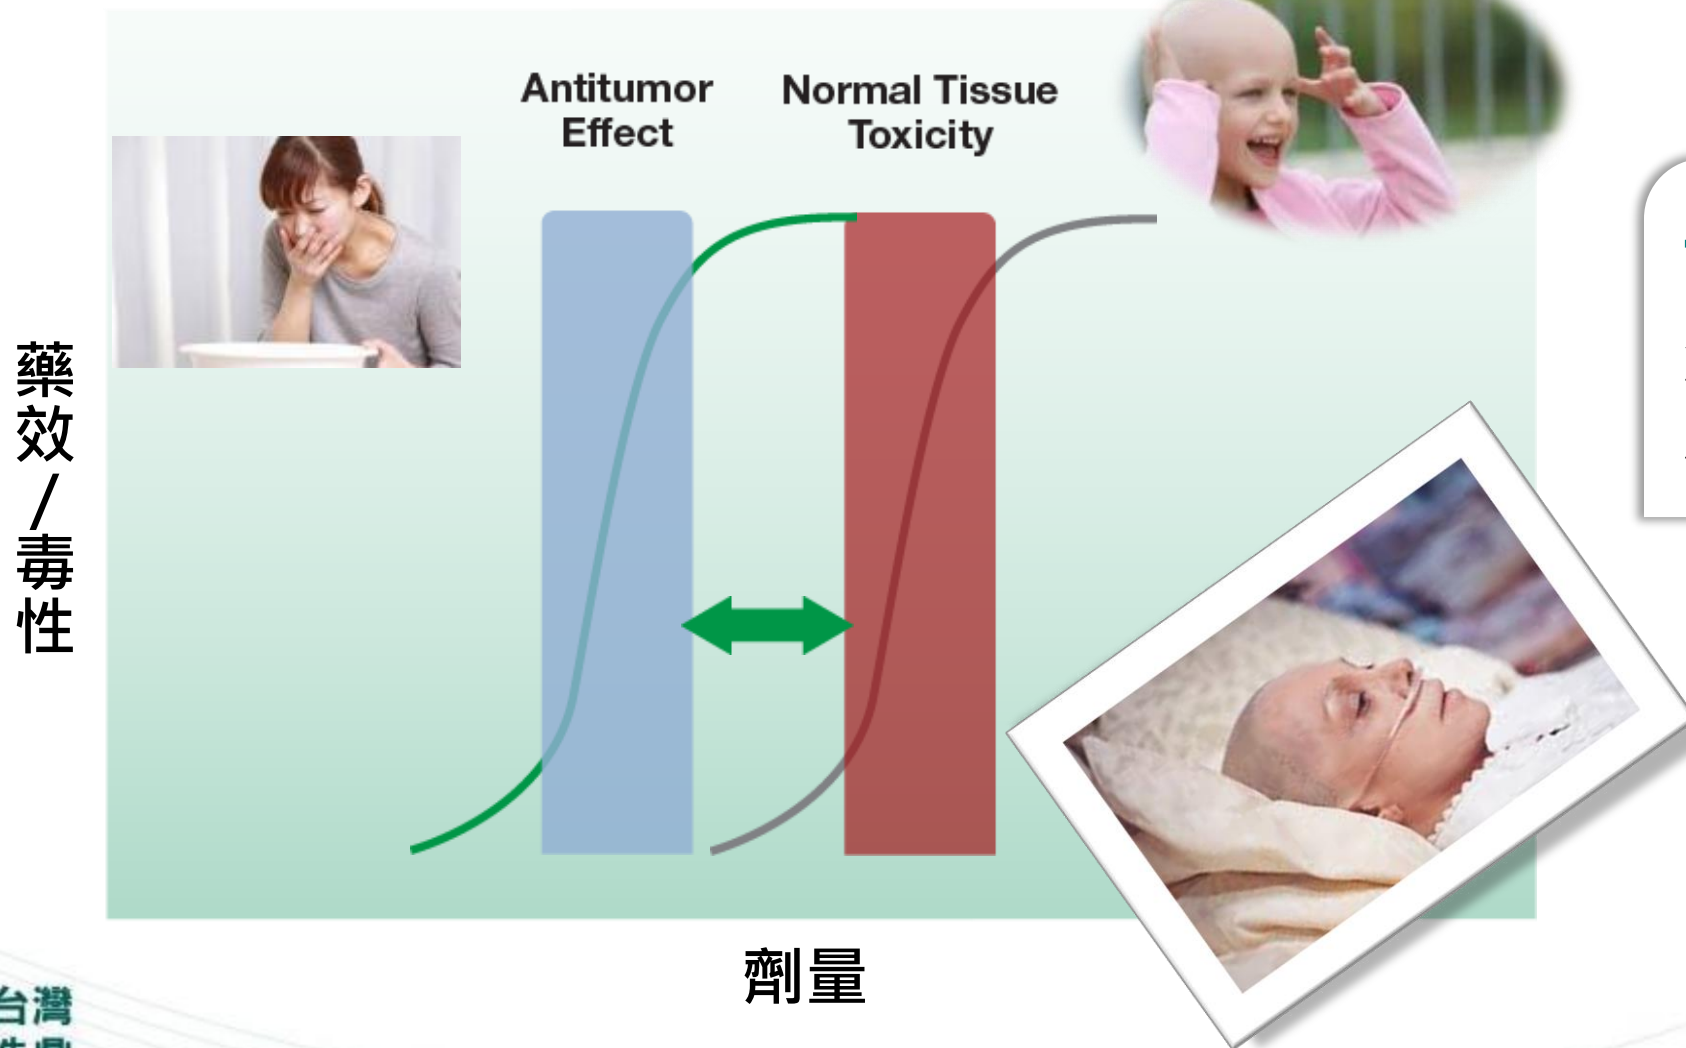 Antitumor
Effect
Normal Tissue
Toxicity
藥效/毒性
劑量
台灣